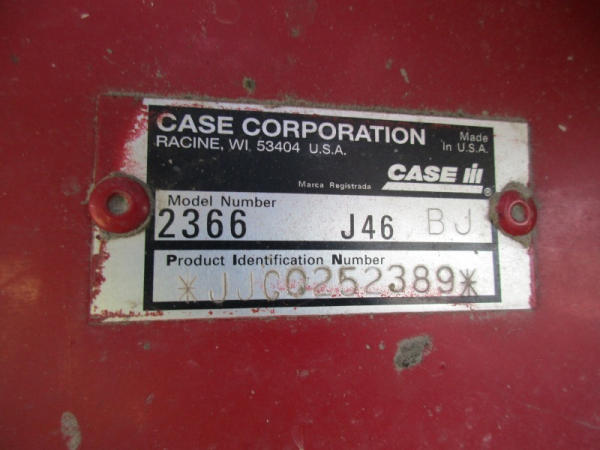 CASE CORPORATION
RACINE, WI 53404 U.S.A.
Made
in U.S.A.
Marca Registrada
CASE IH
®
Model Number
2366 J46 BJ
Product Identification Number
*JJC0252389*